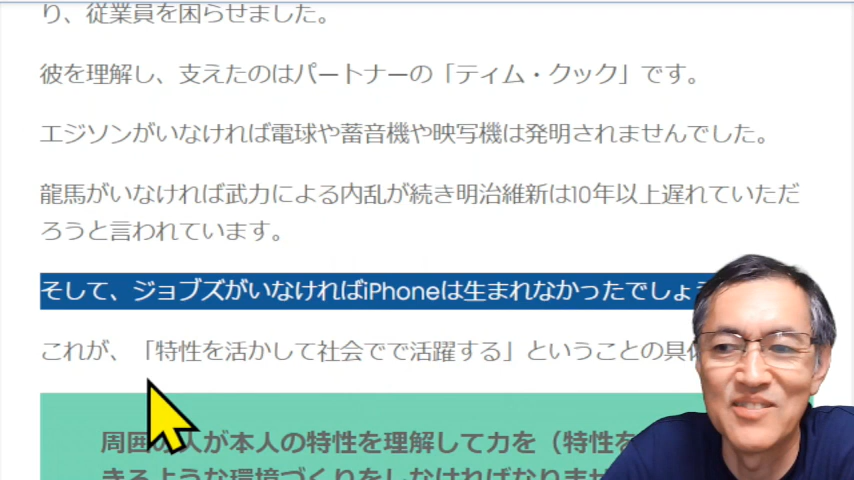 り、従業員を困らせました。
彼を理解し、支えたのはパートナーの「ティム・クック」です。
エジソンがいなければ電球や蓄音機や映写機は発明されませんでした。
龍馬がいなければ武力による内乱が続き明治維新は10年以上遅れていただ
ろうと言われています。
そして、ジョブズがいなければiPhoneは生まれなかったでしょ
これが、「特性を活かして社会でで活躍する」ということの具体
周囲の人が本人の特性を理解して力を（特性を
きるような環境づくりをしなければなりませ